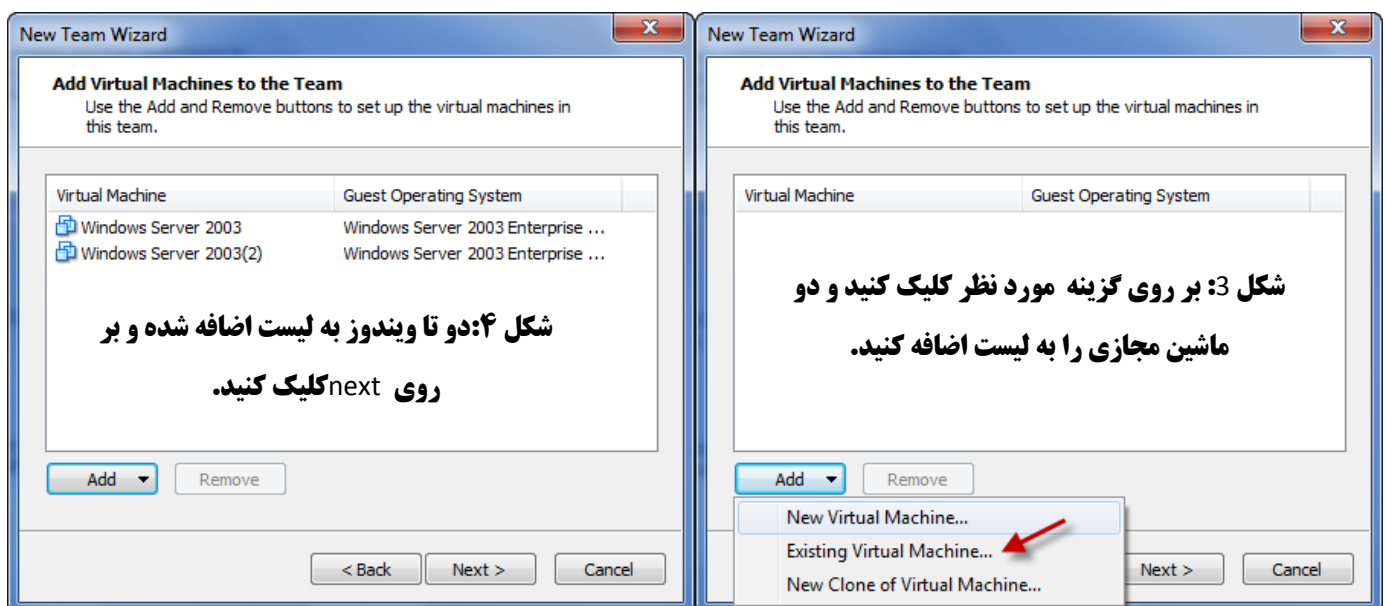 New Team Wizard
Add Virtual Machines to the Team
Use the Add and Remove buttons to set up the virtual machines in
this team.
Virtual Machine Guest Operating System
Windows Server 2003 Windows Server 2003 Enterprise ...
Windows Server 2003(2) Windows Server 2003 Enterprise ...
شکل ۴:دو تا ویندوز به لیست اضافه شده و بر
روی nextکلیک کنید.
Add Remove
< Back Next > Cancel
New Team Wizard
Add Virtual Machines to the Team
Use the Add and Remove buttons to set up the virtual machines in
this team.
Virtual Machine Guest Operating System
شکل 3: بر روی گزینه مورد نظر کلیک کنید و دو
ماشین مجازی را به لیست اضافه کنید.
Add Remove
New Virtual Machine...
Existing Virtual Machine...
New Clone of Virtual Machine...
Next > Cancel